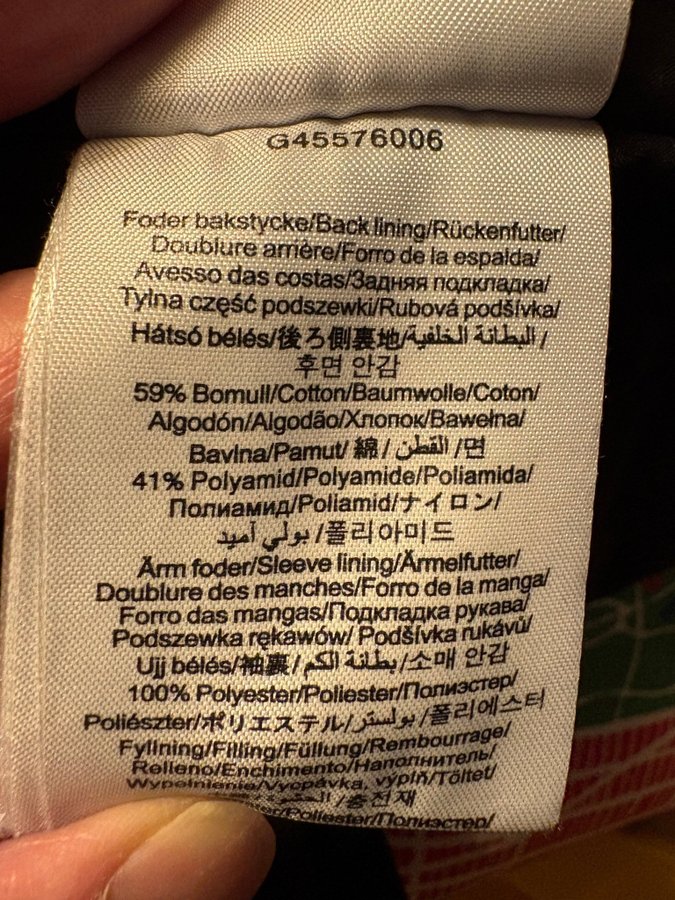 G45576006
Foder bakstycke/Back lining/Rückenfutter/
Doublure arrière/Forro de la espalda/
Avesso das costas/Задняя подкладка/
Tylna część podszewki/Rubová podšívka/
Hátsó bélés/後ろ側裏地/البطانة الخلفية/
후면 안감
59% Bomull/Cotton/Baumwolle/Coton/
Algodón/Algodão/Хлопок/Bawełna/
Bavlna/Pamut/ 綿/ القطن /면
41% Polyamid/Polyamide/Poliamida/
Полиамид/Poliamid/ナイロン/
بولي أميد /폴리아미드
Ärm foder/Sleeve lining/Ärmelfutter/
Doublure des manches/Forro de la manga/
Forro das mangas/Подкладка рукава/
Podszewka rękawów/ Podšívka rukávů/
Ujj bélés/袖裏/ بطانة الكم /소매 안감
100% Polyester/Poliester/Полиэстер/
Poliészter/ポリエステル/بولستر/폴리에스터
Fyllning/Filling/Füllung/Rembourrage/
Relleno/Enchimento/Наполнитель/
Wypełnienie/Vycpávka, výplň/Töltet/
الحشو /충전재
/Poliester/Полиэстер/